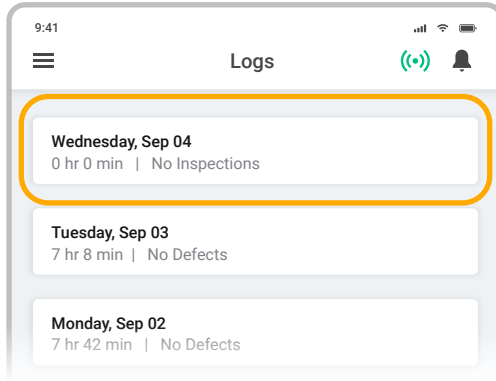 9:41
Logs
Wednesday, Sep 04
0 hr 0 min | No Inspections
Tuesday, Sep 03
7 hr 8 min | No Defects
Monday, Sep 02
7 hr 42 min | No Defects